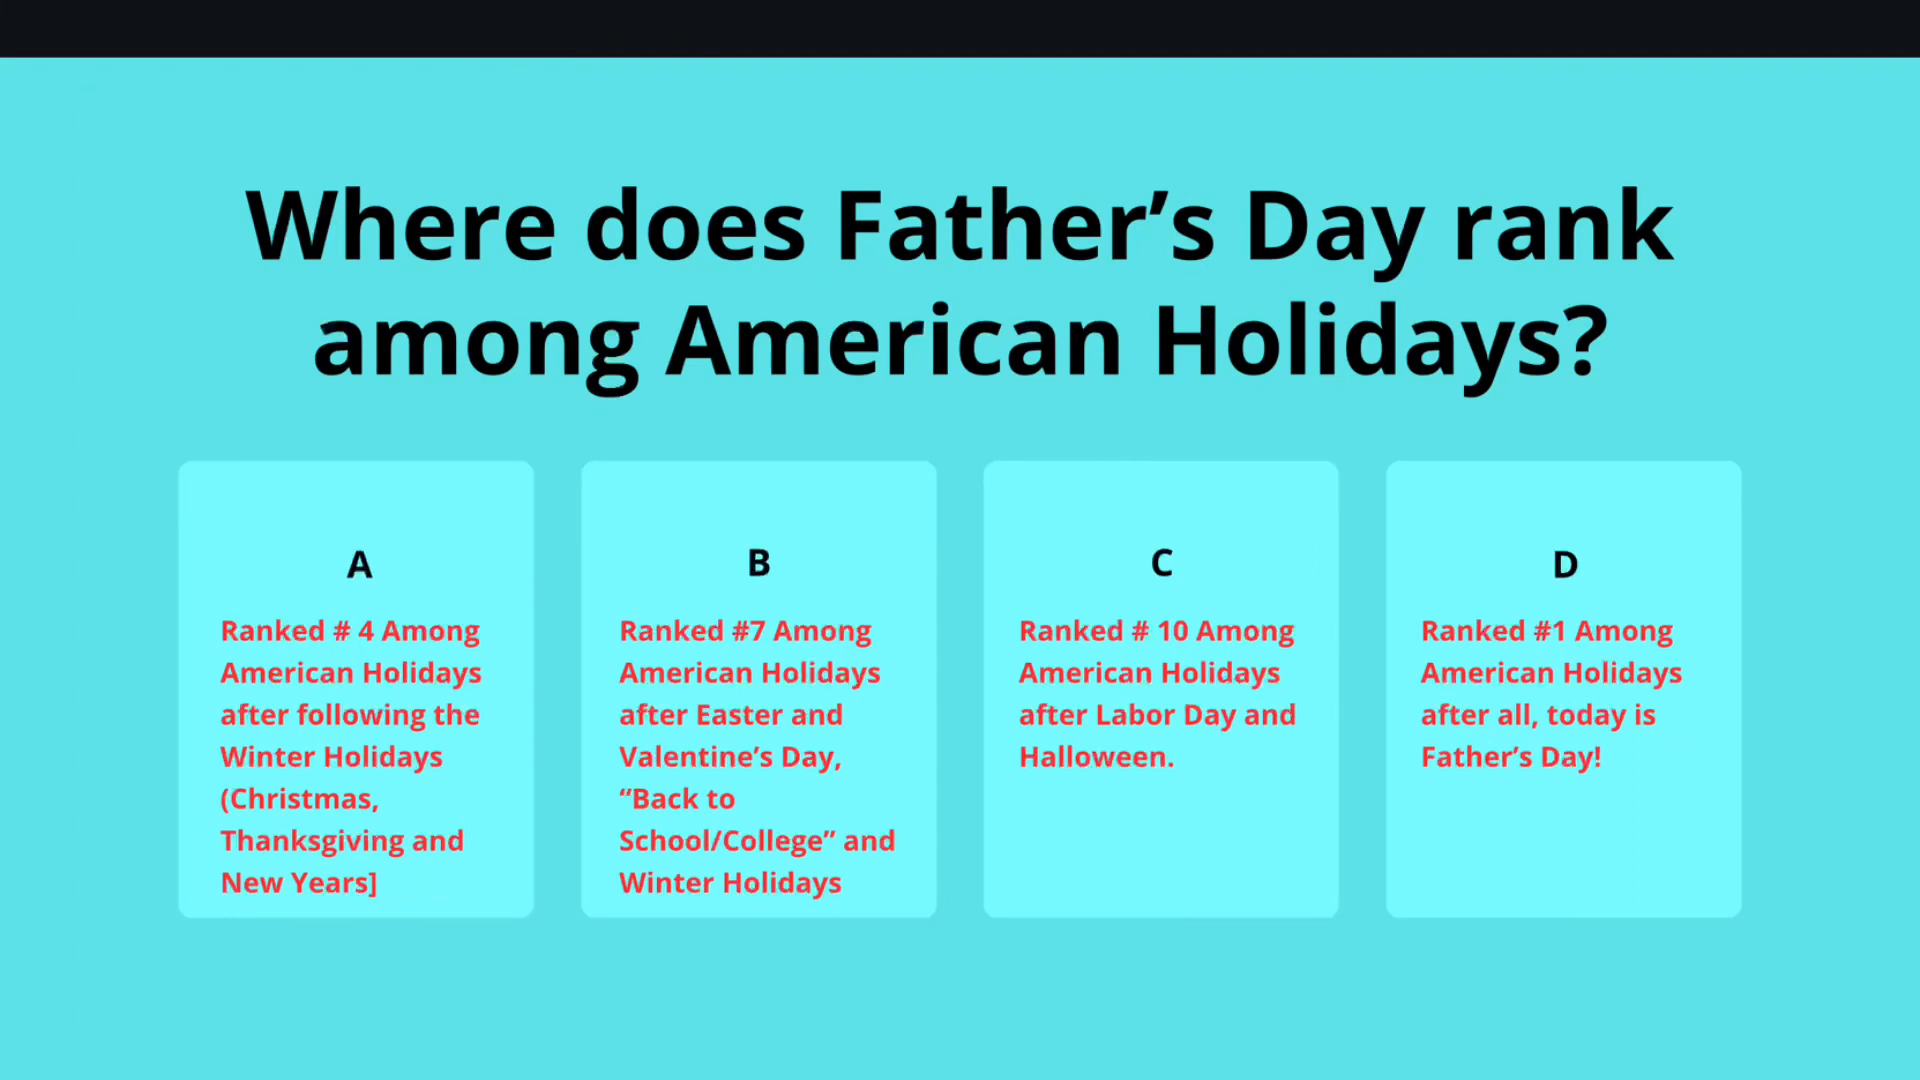 Where does Father’s Day rank
among American Holidays?
A
Ranked # 4 Among
American Holidays
after following the
Winter Holidays
(Christmas,
Thanksgiving and
New Years]
B
Ranked #7 Among
American Holidays
after Easter and
Valentine’s Day,
“Back to
School/College” and
Winter Holidays
C
Ranked # 10 Among
American Holidays
after Labor Day and
Halloween.
D
Ranked #1 Among
American Holidays
after all, today is
Father’s Day!